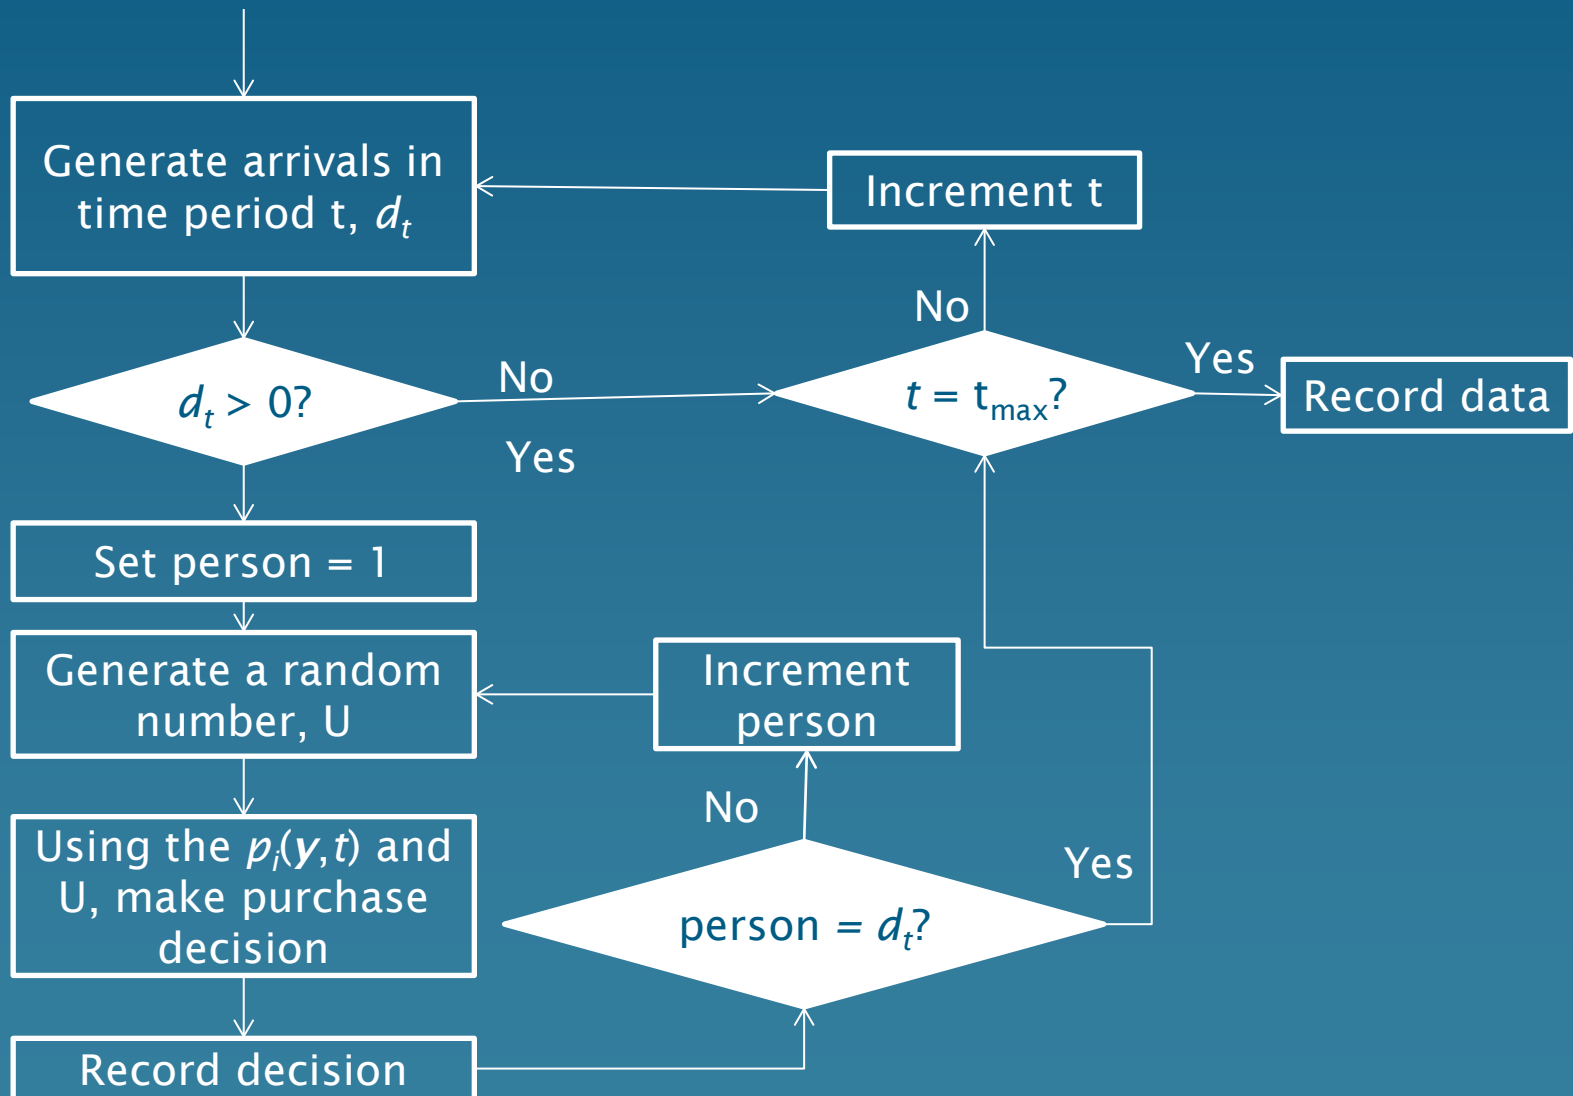 Generate arrivals in
time period t, dₜ
Increment t
No
dₜ > 0?
No
Yes
t = tₘₐₓ?
Yes
Record data
Set person = 1
Generate a random
number, U
Increment
person
No
Using the pᵢ(y,t) and
U, make purchase
decision
person = dₜ?
Yes
Record decision